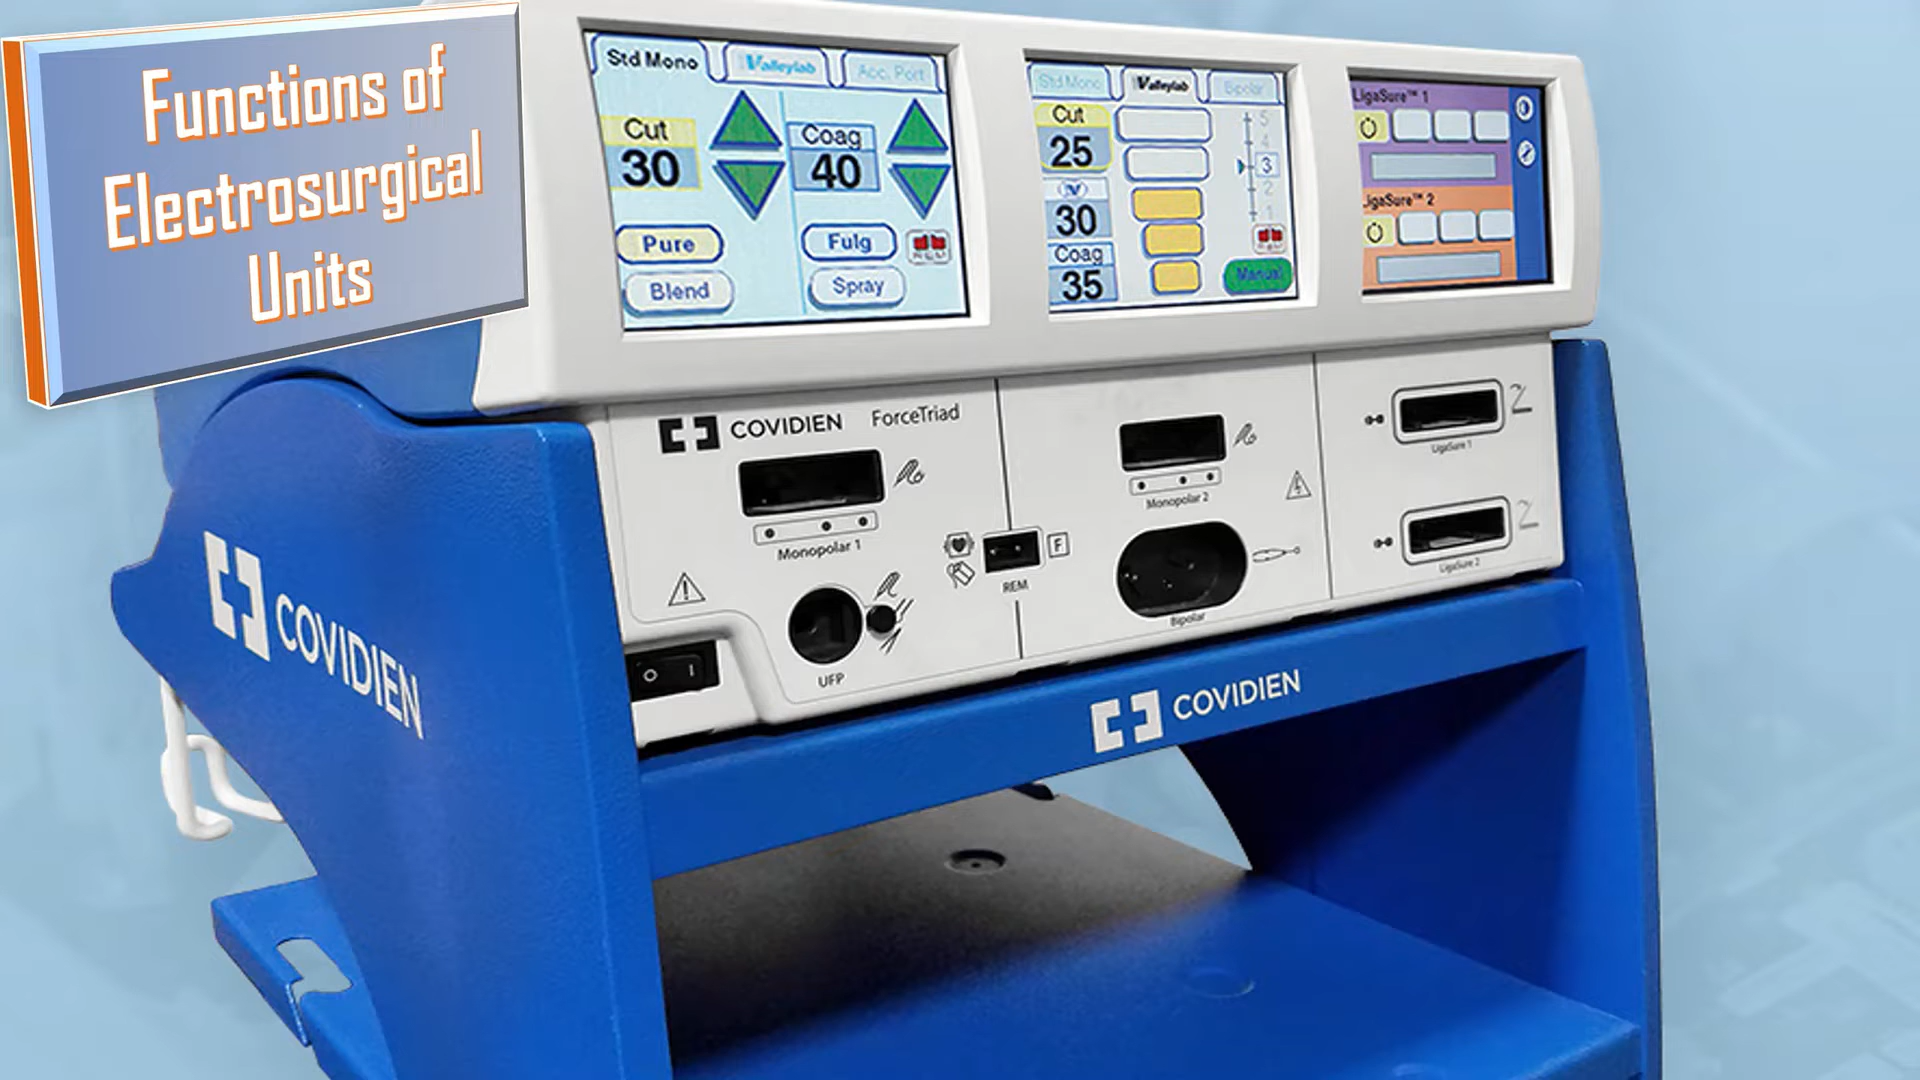 Functions of
Electrosurgical
Units
Std Mono
Valleylab
Acc. Port
Cut
30
Coag
40
Pure
Fulg
REM
Blend
Spray
Std Mono
Valleylab
Bipolar
Cut
25
30
Coag
35
5
4
3
2
1
Manual
LigaSure™ 1
LigaSure™ 2
COVIDIEN ForceTriad
Monopolar 1
UFP
REM
F
Monopolar 2
Bipolar
LigaSure 1
LigaSure 2
COVIDIEN
COVIDIEN